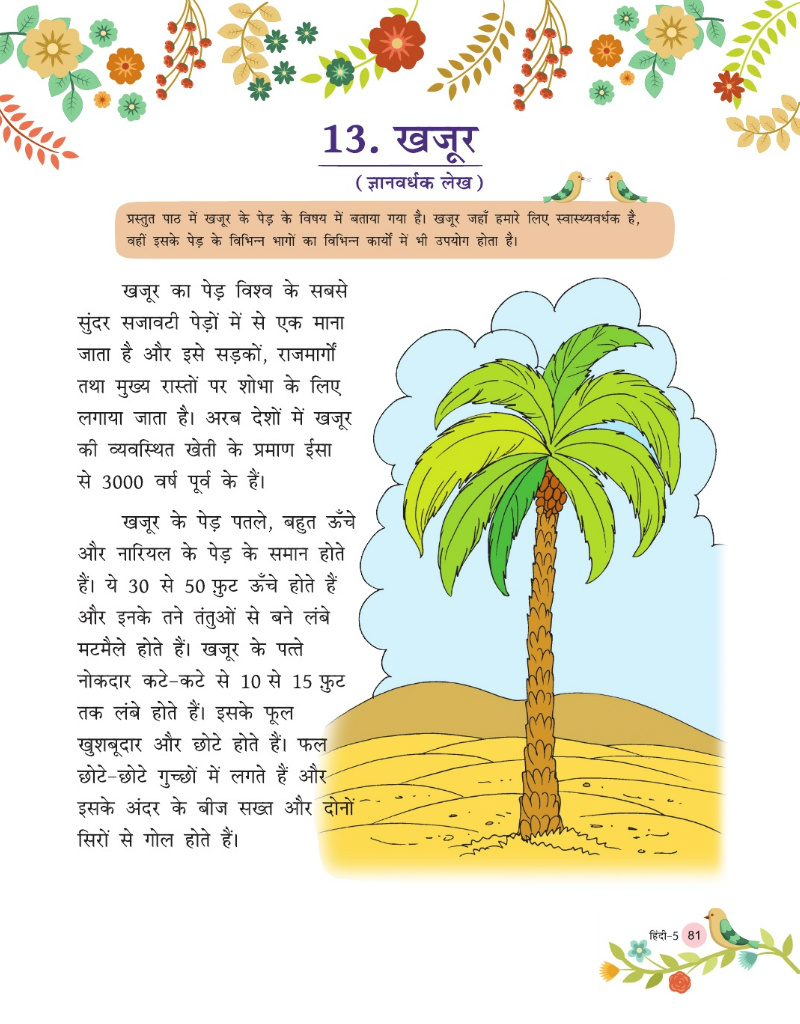 13. खजूर
( ज्ञानवर्धक लेख )
प्रस्तुत पाठ में खजूर के पेड़ के विषय में बताया गया है। खजूर जहाँ हमारे लिए स्वास्थ्यवर्धक है,
वहीं इसके पेड़ के विभिन्न भागों का विभिन्न कार्यों में भी उपयोग होता है।
खजूर का पेड़ विश्व के सबसे
सुंदर सजावटी पेड़ों में से एक माना
जाता है और इसे सड़कों, राजमार्गों
तथा मुख्य रास्तों पर शोभा के लिए
लगाया जाता है। अरब देशों में खजूर
की व्यवस्थित खेती के प्रमाण ईसा
से 3000 वर्ष पूर्व के हैं।
खजूर के पेड़ पतले, बहुत ऊँचे
और नारियल के पेड़ के समान होते
हैं। ये 30 से 50 फ़ुट ऊँचे होते हैं
और इनके तने तंतुओं से बने लंबे
मटमैले होते हैं। खजूर के पत्ते
नोकदार कटे-कटे से 10 से 15 फ़ुट
तक लंबे होते हैं। इसके फूल
खुशबूदार और छोटे होते हैं। फल
छोटे-छोटे गुच्छों में लगते हैं और
इसके अंदर के बीज सख्त और दोनों
सिरों से गोल होते हैं।
हिंदी-5 81